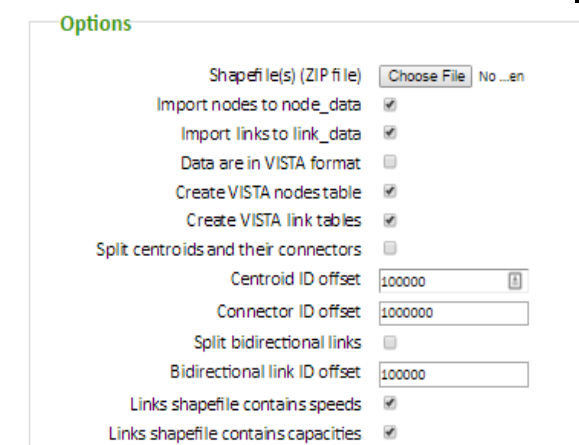 Options
Shapefile(s) (ZIP file) Choose File No ...en
Import nodes to node_data
Import links to link_data
Data are in VISTA format
Create VISTA nodes table
Create VISTA link tables
Split centroids and their connectors
Centroid ID offset 100000
Connector ID offset 1000000
Split bidirectional links
Bidirectional link ID offset 100000
Links shapefile contains speeds
Links shapefile contains capacities